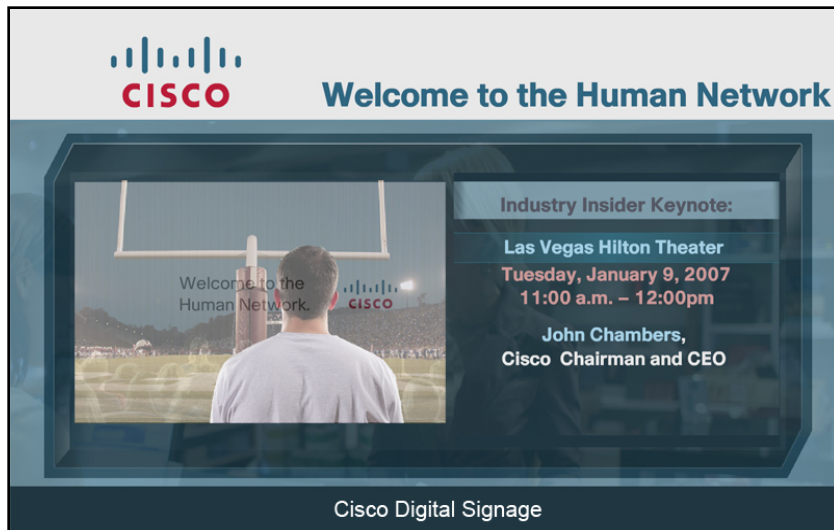 CISCO
Welcome to the Human Network
Welcome to the
Human Network.
CISCO
Industry Insider Keynote:
Las Vegas Hilton Theater
Tuesday, January 9, 2007
11:00 a.m. – 12:00pm
John Chambers,
Cisco Chairman and CEO
Cisco Digital Signage